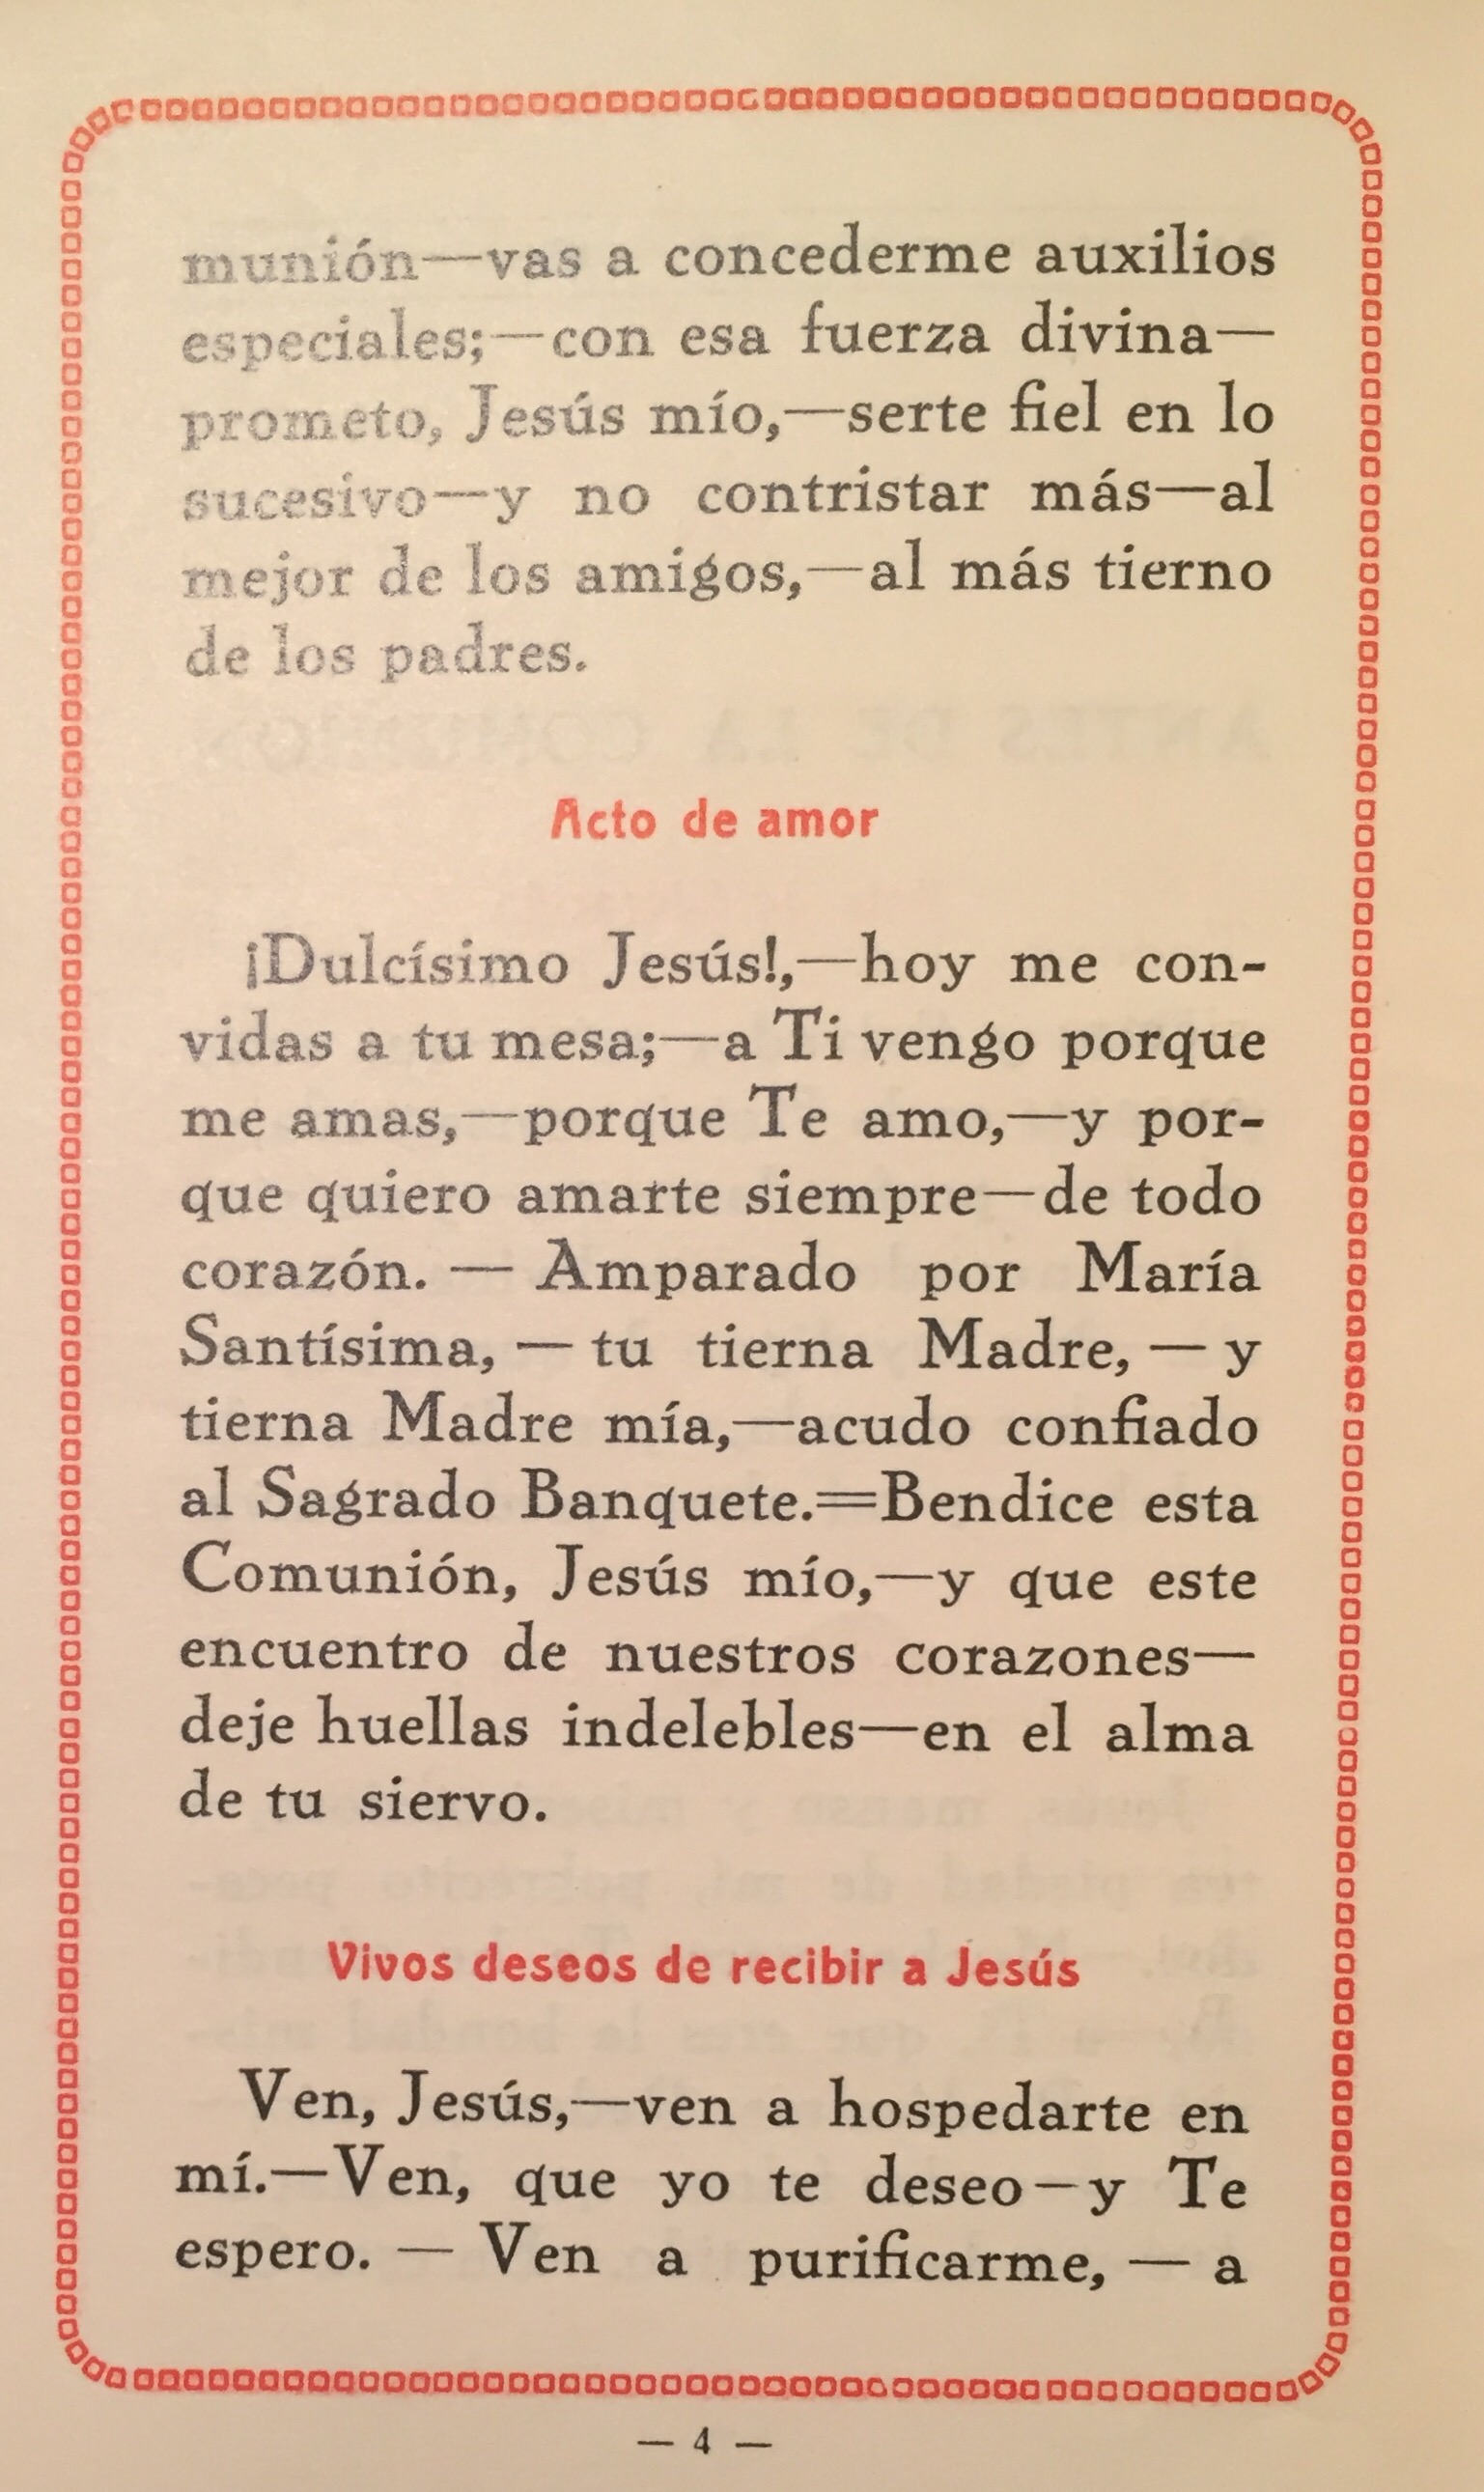 munión—vas a concederme auxilios
especiales;—con esa fuerza divina—
prometo, Jesús mío,—serte fiel en lo
sucesivo—y no contristar más—al
mejor de los amigos,—al más tierno
de los padres.
Acto de amor
¡Dulcísimo Jesús!,—hoy me con-
vidas a tu mesa;—a Ti vengo porque
me amas,—porque Te amo,—y por-
que quiero amarte siempre—de todo
corazón. — Amparado por María
Santísima, — tu tierna Madre, — y
tierna Madre mía,—acudo confiado
al Sagrado Banquete.=Bendice esta
Comunión, Jesús mío,—y que este
encuentro de nuestros corazones—
deje huellas indelebles—en el alma
de tu siervo.
Vivos deseos de recibir a Jesús
Ven, Jesús,—ven a hospedarte en
mí.—Ven, que yo te deseo—y Te
espero. — Ven a purificarme, — a
— 4 —